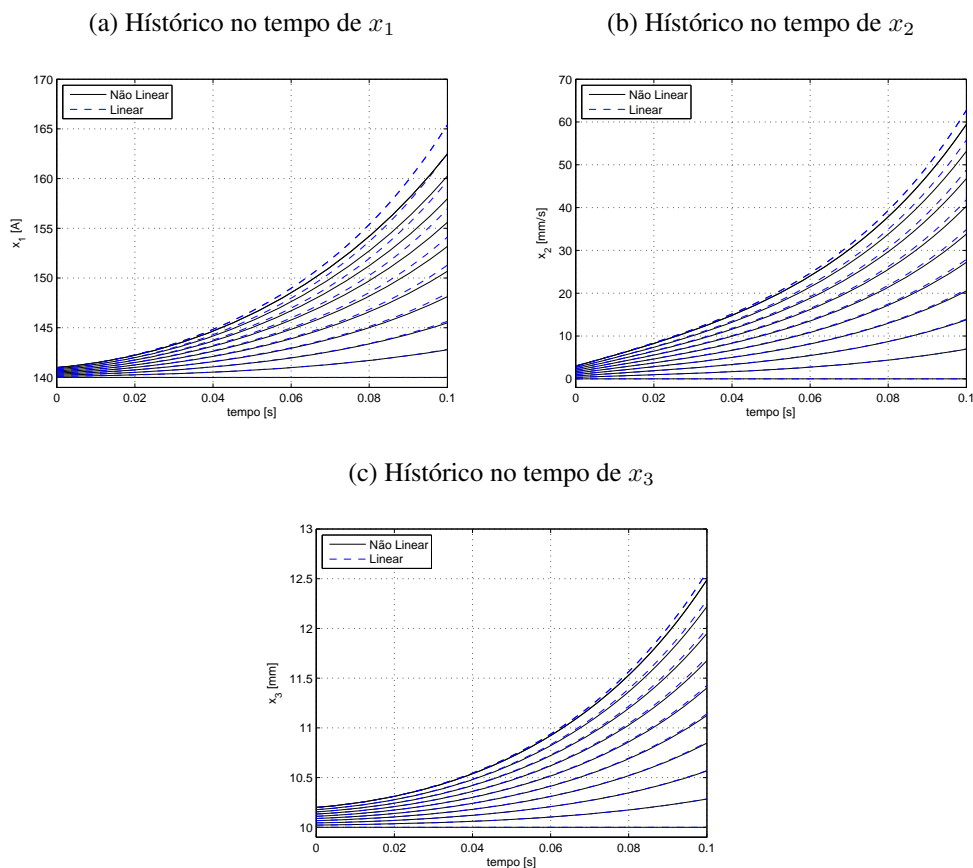 (a) Hístórico no tempo de x₁
170
165
160
155
150
145
140
x₁ [A]
Não Linear
Linear
0 0.02 0.04 0.06 0.08 0.1
tempo [s]
(b) Hístórico no tempo de x₂
70
60
50
40
30
20
10
0
x₂ [mm/s]
Não Linear
Linear
0 0.02 0.04 0.06 0.08 0.1
tempo [s]
(c) Hístórico no tempo de x₃
13
12.5
12
11.5
11
10.5
10
x₃ [mm]
Não Linear
Linear
0 0.02 0.04 0.06 0.08 0.1
tempo [s]